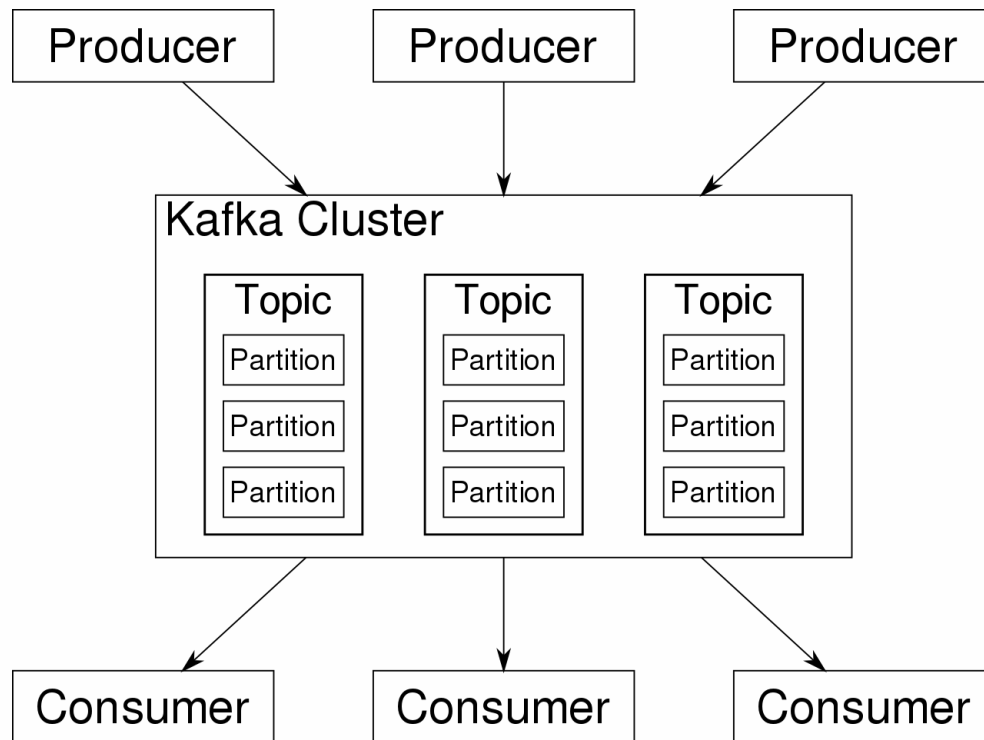 Producer Producer Producer
Kafka Cluster
Topic Topic Topic
Partition Partition Partition
Partition Partition Partition
Partition Partition Partition
Consumer Consumer Consumer